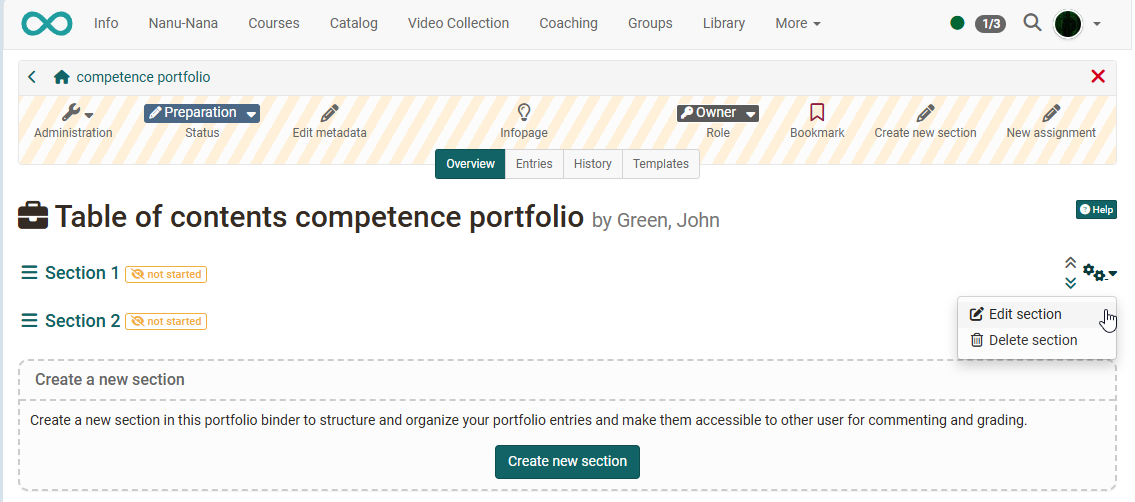 Info Nanu-Nana Courses Catalog Video Collection Coaching Groups Library More 1/3
competence portfolio
Preparation Owner
Administration Status Edit metadata Infopage Role Bookmark Create new section New assignment
Overview Entries History Templates
Table of contents competence portfolio by Green, John
Help
Section 1 not started
Edit section
Section 2 not started
Delete section
Create a new section
Create a new section in this portfolio binder to structure and organize your portfolio entries and make them accessible to other user for commenting and grading.
Create new section